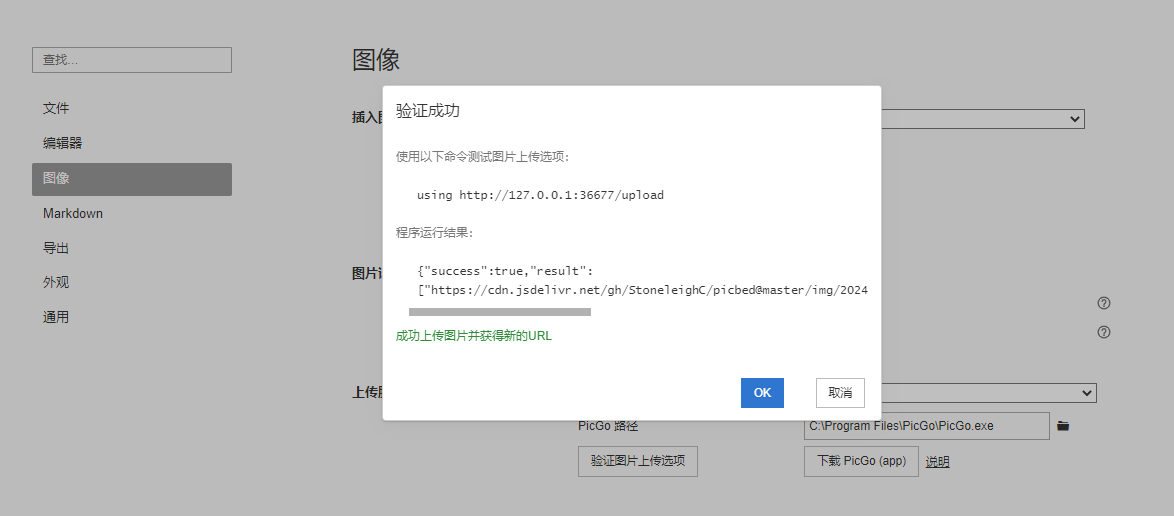 查找...
文件
编辑器
图像
Markdown
导出
外观
通用
图像
插入图
图片语
上传服
PicGo 路径
C:\Program Files\PicGo\PicGo.exe
验证图片上传选项
下载 PicGo (app)
说明
验证成功
使用以下命令测试图片上传选项:
using http://127.0.0.1:36677/upload
程序运行结果:
{"success":true,"result":
["https://cdn.jsdelivr.net/gh/StoneleighC/picbed@master/img/2024
成功上传图片并获得新的URL
OK
取消